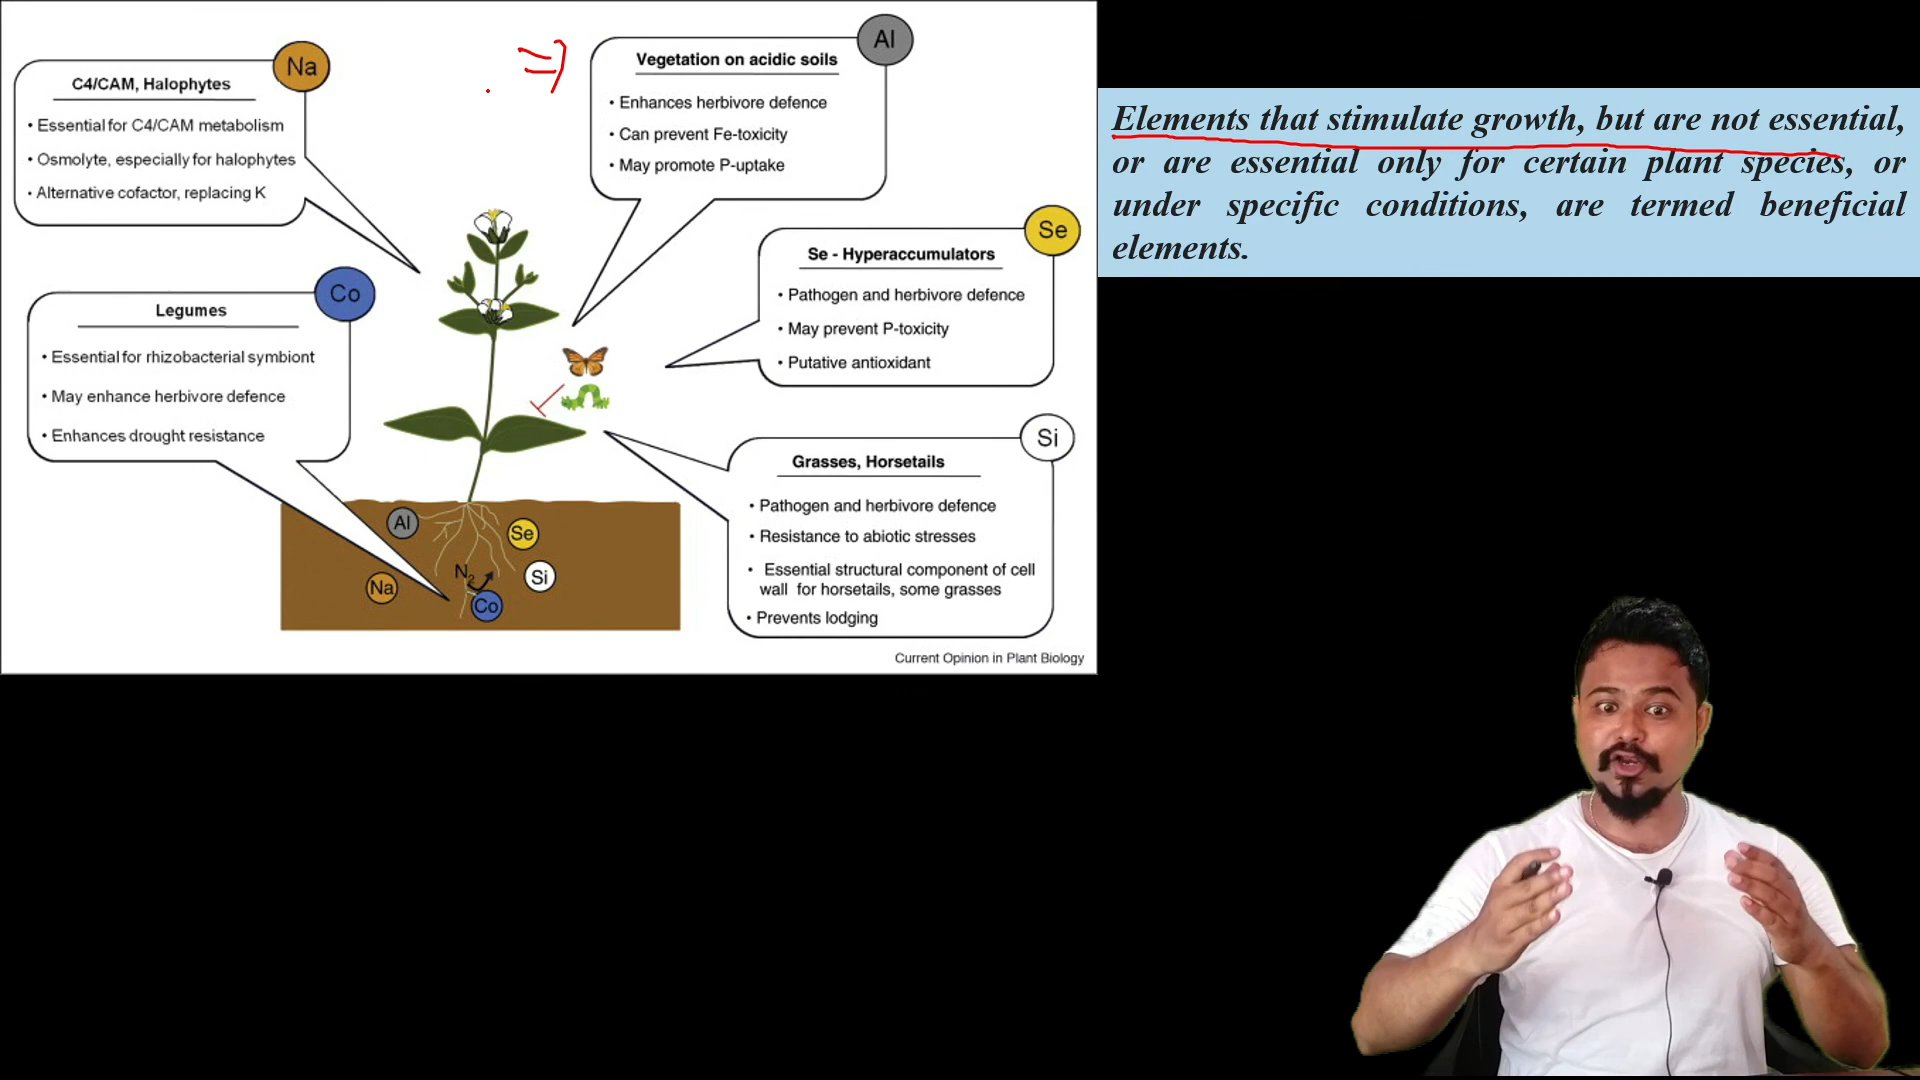 Na
C4/CAM, Halophytes
• Essential for C4/CAM metabolism
• Osmolyte, especially for halophytes
• Alternative cofactor, replacing K
Co
Legumes
• Essential for rhizobacterial symbiont
• May enhance herbivore defence
• Enhances drought resistance
Al
Vegetation on acidic soils
• Enhances herbivore defence
• Can prevent Fe-toxicity
• May promote P-uptake
Se
Se - Hyperaccumulators
• Pathogen and herbivore defence
• May prevent P-toxicity
• Putative antioxidant
Si
Grasses, Horsetails
• Pathogen and herbivore defence
• Resistance to abiotic stresses
• Essential structural component of cell
wall for horsetails, some grasses
• Prevents lodging
Al
Se
N2
Si
Na
Co
Current Opinion in Plant Biology
Elements that stimulate growth, but are not essential,
or are essential only for certain plant species, or
under specific conditions, are termed beneficial
elements.